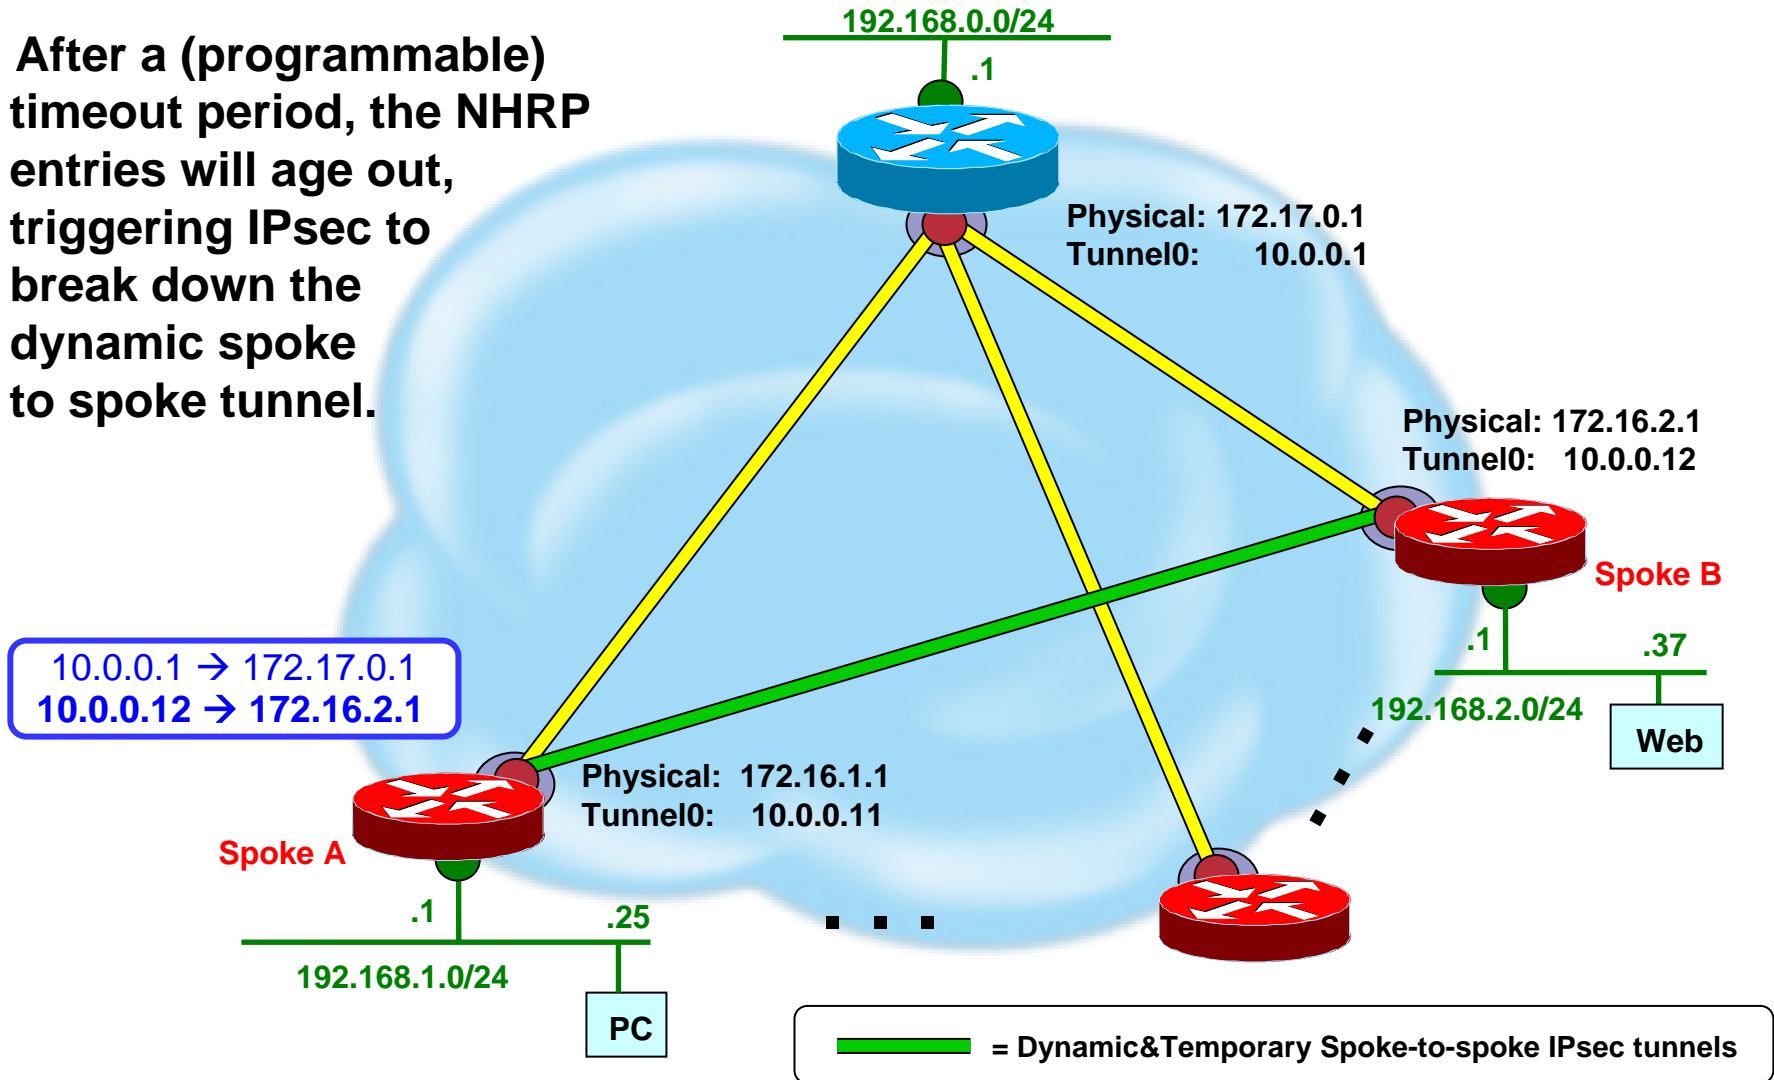 After a (programmable)
timeout period, the NHRP
entries will age out,
triggering IPsec to
break down the
dynamic spoke
to spoke tunnel.
192.168.0.0/24
.1
Physical: 172.17.0.1
Tunnel0: 10.0.0.1
Physical: 172.16.2.1
Tunnel0: 10.0.0.12
Spoke B
.1
.37
192.168.2.0/24
Web
10.0.0.1 → 172.17.0.1
10.0.0.12 → 172.16.2.1
Physical: 172.16.1.1
Tunnel0: 10.0.0.11
Spoke A
.1
.25
192.168.1.0/24
PC
. . .
= Dynamic&Temporary Spoke-to-spoke IPsec tunnels